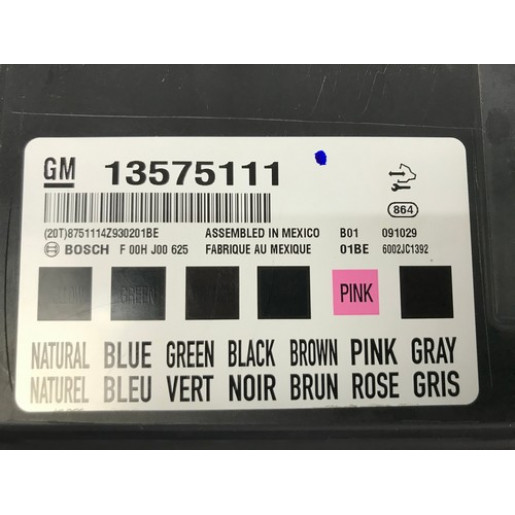 GM 13575111
864
(20T)8751114Z930201BE ASSEMBLED IN MEXICO B01 091029
BOSCH F 00H J00 625 FABRIQUE AU MEXIQUE 01BE 6002JC1392
GREEN PINK
NATURAL BLUE GREEN BLACK BROWN PINK GRAY
NATUREL BLEU VERT NOIR BRUN ROSE GRIS